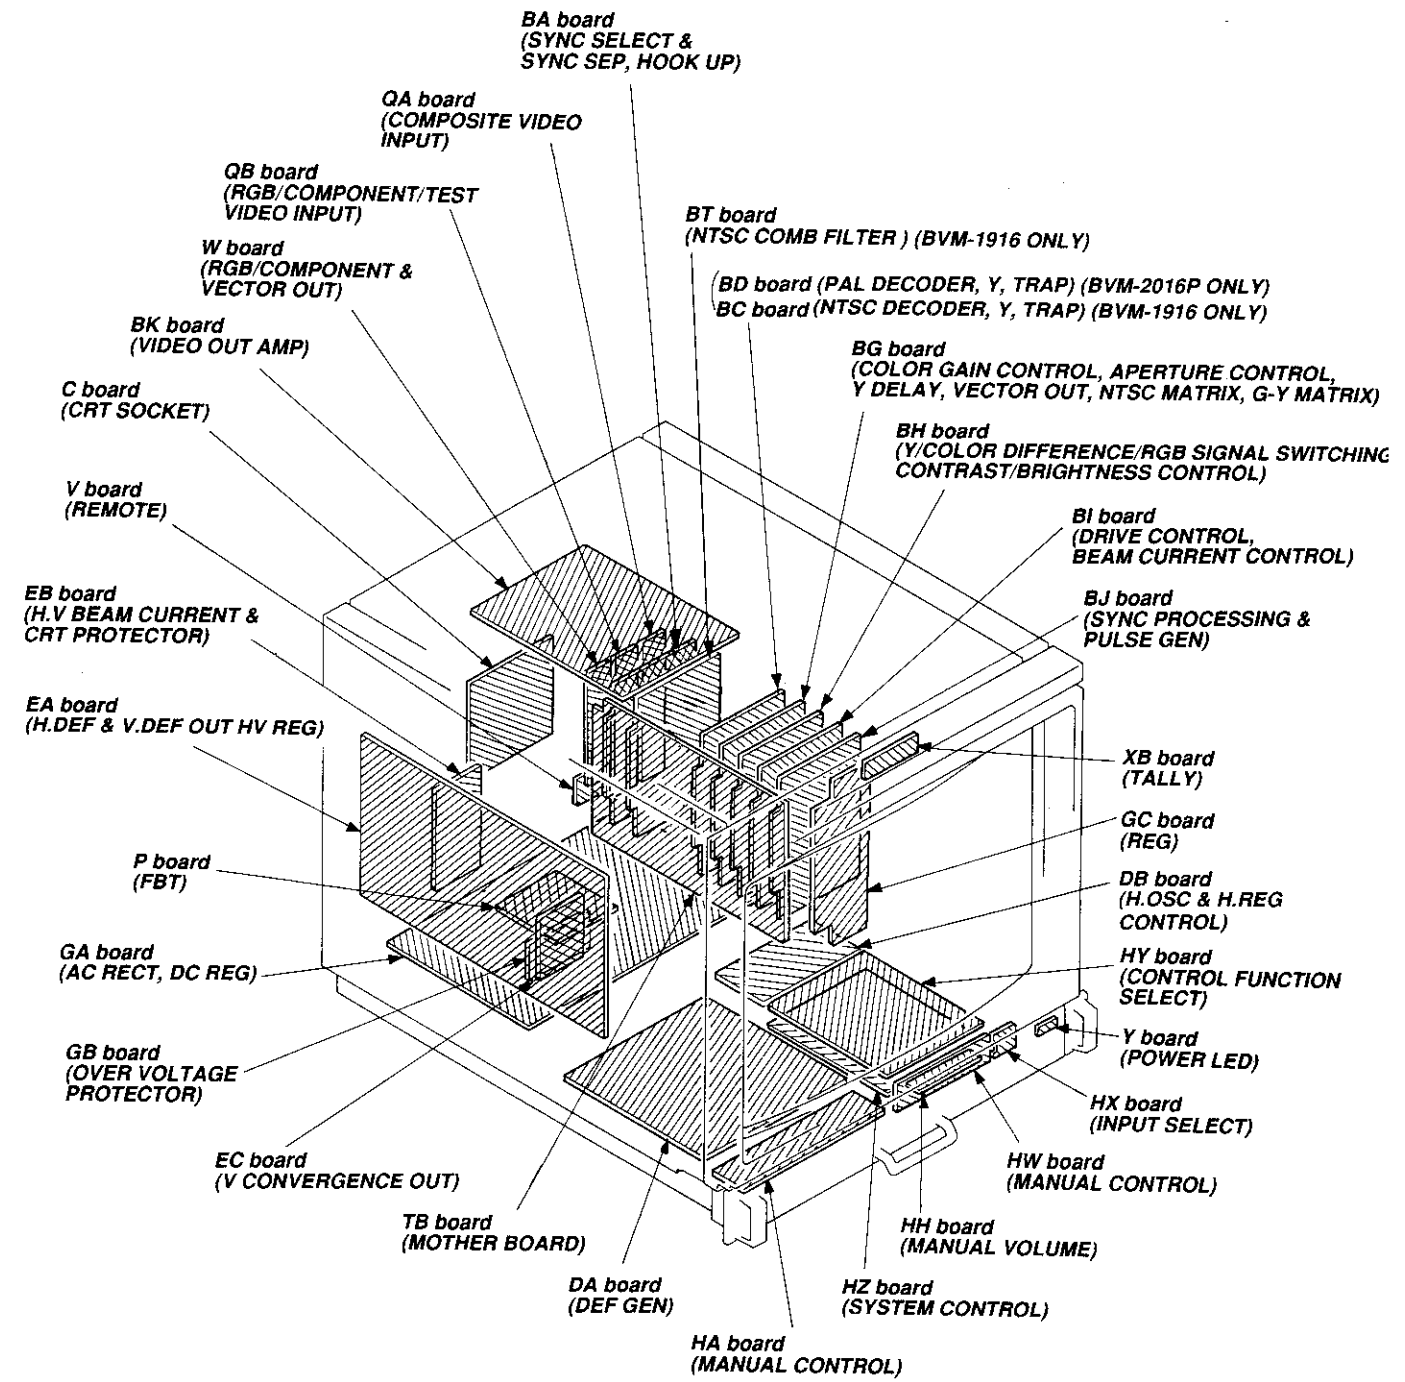 BA board
(SYNC SELECT &
SYNC SEP, HOOK UP)
QA board
(COMPOSITE VIDEO
INPUT)
QB board
(RGB/COMPONENT/TEST
VIDEO INPUT)
W board
(RGB/COMPONENT &
VECTOR OUT)
BK board
(VIDEO OUT AMP)
C board
(CRT SOCKET)
V board
(REMOTE)
EB board
(H.V BEAM CURRENT &
CRT PROTECTOR)
EA board
(H.DEF & V.DEF OUT HV REG)
P board
(FBT)
GA board
(AC RECT, DC REG)
GB board
(OVER VOLTAGE
PROTECTOR)
EC board
(V CONVERGENCE OUT)
TB board
(MOTHER BOARD)
DA board
(DEF GEN)
HA board
(MANUAL CONTROL)
BT board
(NTSC COMB FILTER ) (BVM-1916 ONLY)
BD board (PAL DECODER, Y, TRAP) (BVM-2016P ONLY)
BC board (NTSC DECODER, Y, TRAP) (BVM-1916 ONLY)
BG board
(COLOR GAIN CONTROL, APERTURE CONTROL,
Y DELAY, VECTOR OUT, NTSC MATRIX, G-Y MATRIX)
BH board
(Y/COLOR DIFFERENCE/RGB SIGNAL SWITCHING
CONTRAST/BRIGHTNESS CONTROL)
BI board
(DRIVE CONTROL,
BEAM CURRENT CONTROL)
BJ board
(SYNC PROCESSING &
PULSE GEN)
XB board
(TALLY)
GC board
(REG)
DB board
(H.OSC & H.REG
CONTROL)
HY board
(CONTROL FUNCTION
SELECT)
Y board
(POWER LED)
HX board
(INPUT SELECT)
HW board
(MANUAL CONTROL)
HH board
(MANUAL VOLUME)
HZ board
(SYSTEM CONTROL)